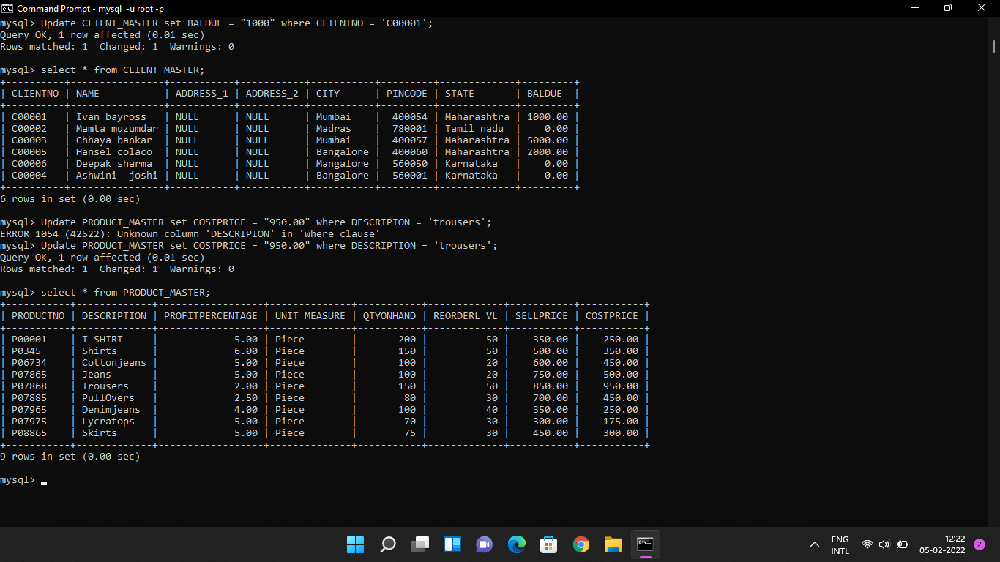 Command Prompt - mysql -u root -p
mysql> Update CLIENT_MASTER set BALDUE = "1000" where CLIENTNO = 'C00001';
Query OK, 1 row affected (0.01 sec)
Rows matched: 1  Changed: 1  Warnings: 0
mysql> select * from CLIENT_MASTER;
+----------+---------------+-----------+-----------+-----------+---------+-------------+---------+
| CLIENTNO | NAME           | ADDRESS_1 | ADDRESS_2 | CITY      | PINCODE | STATE       | BALDUE  |
+----------+---------------+-----------+-----------+-----------+---------+-------------+---------+
| C00001   | Ivan bayross   | NULL      | NULL      | Mumbai    |  400054 | Maharashtra | 1000.00 |
| C00002   | Mamta muzumdar | NULL      | NULL      | Madras    |  780001 | Tamil nadu  |    0.00 |
| C00003   | Chhaya bankar  | NULL      | NULL      | Mumbai    |  400057 | Maharashtra | 5000.00 |
| C00005   | Hansel colaco  | NULL      | NULL      | Bangalore |  400060 | Maharashtra | 2000.00 |
| C00006   | Deepak sharma  | NULL      | NULL      | Mangalore |  560050 | Karnataka   |    0.00 |
| C00004   | Ashwini  joshi | NULL      | NULL      | Bangalore |  560001 | Karnataka   |    0.00 |
+----------+---------------+-----------+-----------+-----------+---------+-------------+---------+
6 rows in set (0.00 sec)
mysql> Update PRODUCT_MASTER set COSTPRICE = "950.00" where DESCRIPION = 'trousers';
ERROR 1054 (42S22): Unknown column 'DESCRIPION' in 'where clause'
mysql> Update PRODUCT_MASTER set COSTPRICE = "950.00" where DESCRIPTION = 'trousers';
Query OK, 1 row affected (0.01 sec)
Rows matched: 1  Changed: 1  Warnings: 0
mysql> select * from PRODUCT_MASTER;
+-----------+-------------+------------------+--------------+-----------+-------------+-----------+-----------+
| PRODUCTNO | DESCRIPTION | PROFITPERCENTAGE | UNIT_MEASURE | QTYONHAND | REORDERL_VL | SELLPRICE | COSTPRICE |
+-----------+-------------+------------------+--------------+-----------+-------------+-----------+-----------+
| P00001    | T-SHIRT     |             5.00 | Piece        |       200 |          50 |    350.00 |    250.00 |
| P0345     | Shirts      |             6.00 | Piece        |       150 |          50 |    500.00 |    350.00 |
| P06734    | Cottonjeans |             5.00 | Piece        |       100 |          20 |    600.00 |    450.00 |
| P07865    | Jeans       |             5.00 | Piece        |       100 |          20 |    750.00 |    500.00 |
| P07868    | Trousers    |             2.00 | Piece        |       150 |          50 |    850.00 |    950.00 |
| P07885    | PullOvers   |             2.50 | Piece        |        80 |          30 |    700.00 |    450.00 |
| P07965    | Denimjeans  |             4.00 | Piece        |       100 |          40 |    350.00 |    250.00 |
| P07975    | Lycratops   |             5.00 | Piece        |        70 |          30 |    300.00 |    175.00 |
| P08865    | Skirts      |             5.00 | Piece        |        75 |          30 |    450.00 |    300.00 |
+-----------+-------------+------------------+--------------+-----------+-------------+-----------+-----------+
9 rows in set (0.00 sec)
mysql>
ENG
INTL
12:22
05-02-2022
2